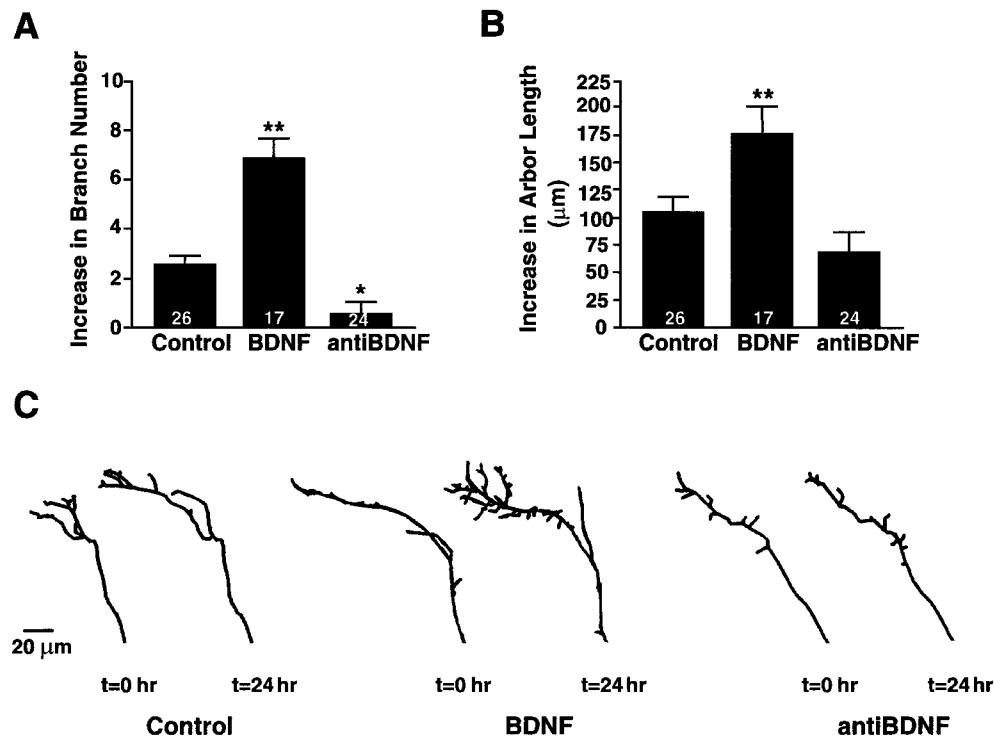 A
Increase in Branch Number
10
8
6
4
2
0
**
*
26
17
24
Control
BDNF
antiBDNF
B
Increase in Arbor Length
(μm)
225
200
175
150
125
100
75
50
25
0
**
26
17
24
Control
BDNF
antiBDNF
C
20 μm
t=0 hr
t=24 hr
t=0 hr
t=24 hr
t=0 hr
t=24 hr
Control
BDNF
antiBDNF